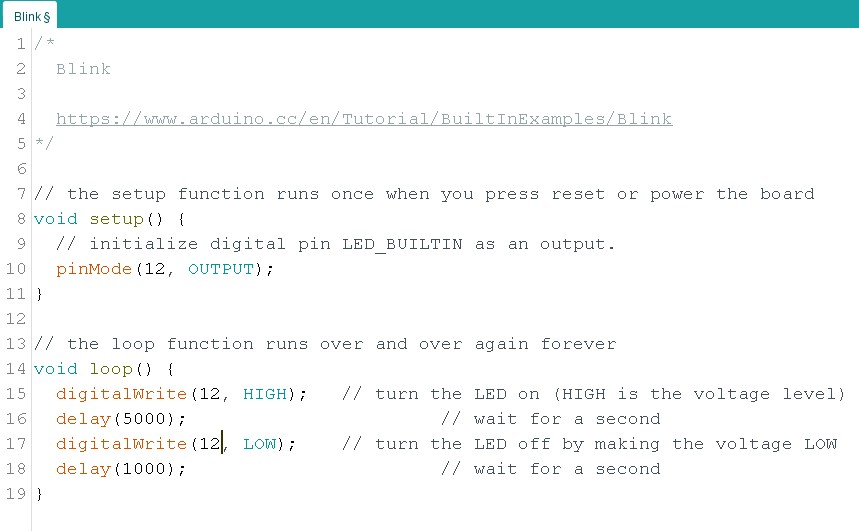 Blink §
1 /*
2   Blink
3
4   https://www.arduino.cc/en/Tutorial/BuiltInExamples/Blink
5 */
6
7 // the setup function runs once when you press reset or power the board
8 void setup() {
9   // initialize digital pin LED_BUILTIN as an output.
10   pinMode(12, OUTPUT);
11 }
12
13 // the loop function runs over and over again forever
14 void loop() {
15   digitalWrite(12, HIGH);   // turn the LED on (HIGH is the voltage level)
16   delay(5000);                       // wait for a second
17   digitalWrite(12, LOW);    // turn the LED off by making the voltage LOW
18   delay(1000);                       // wait for a second
19 }